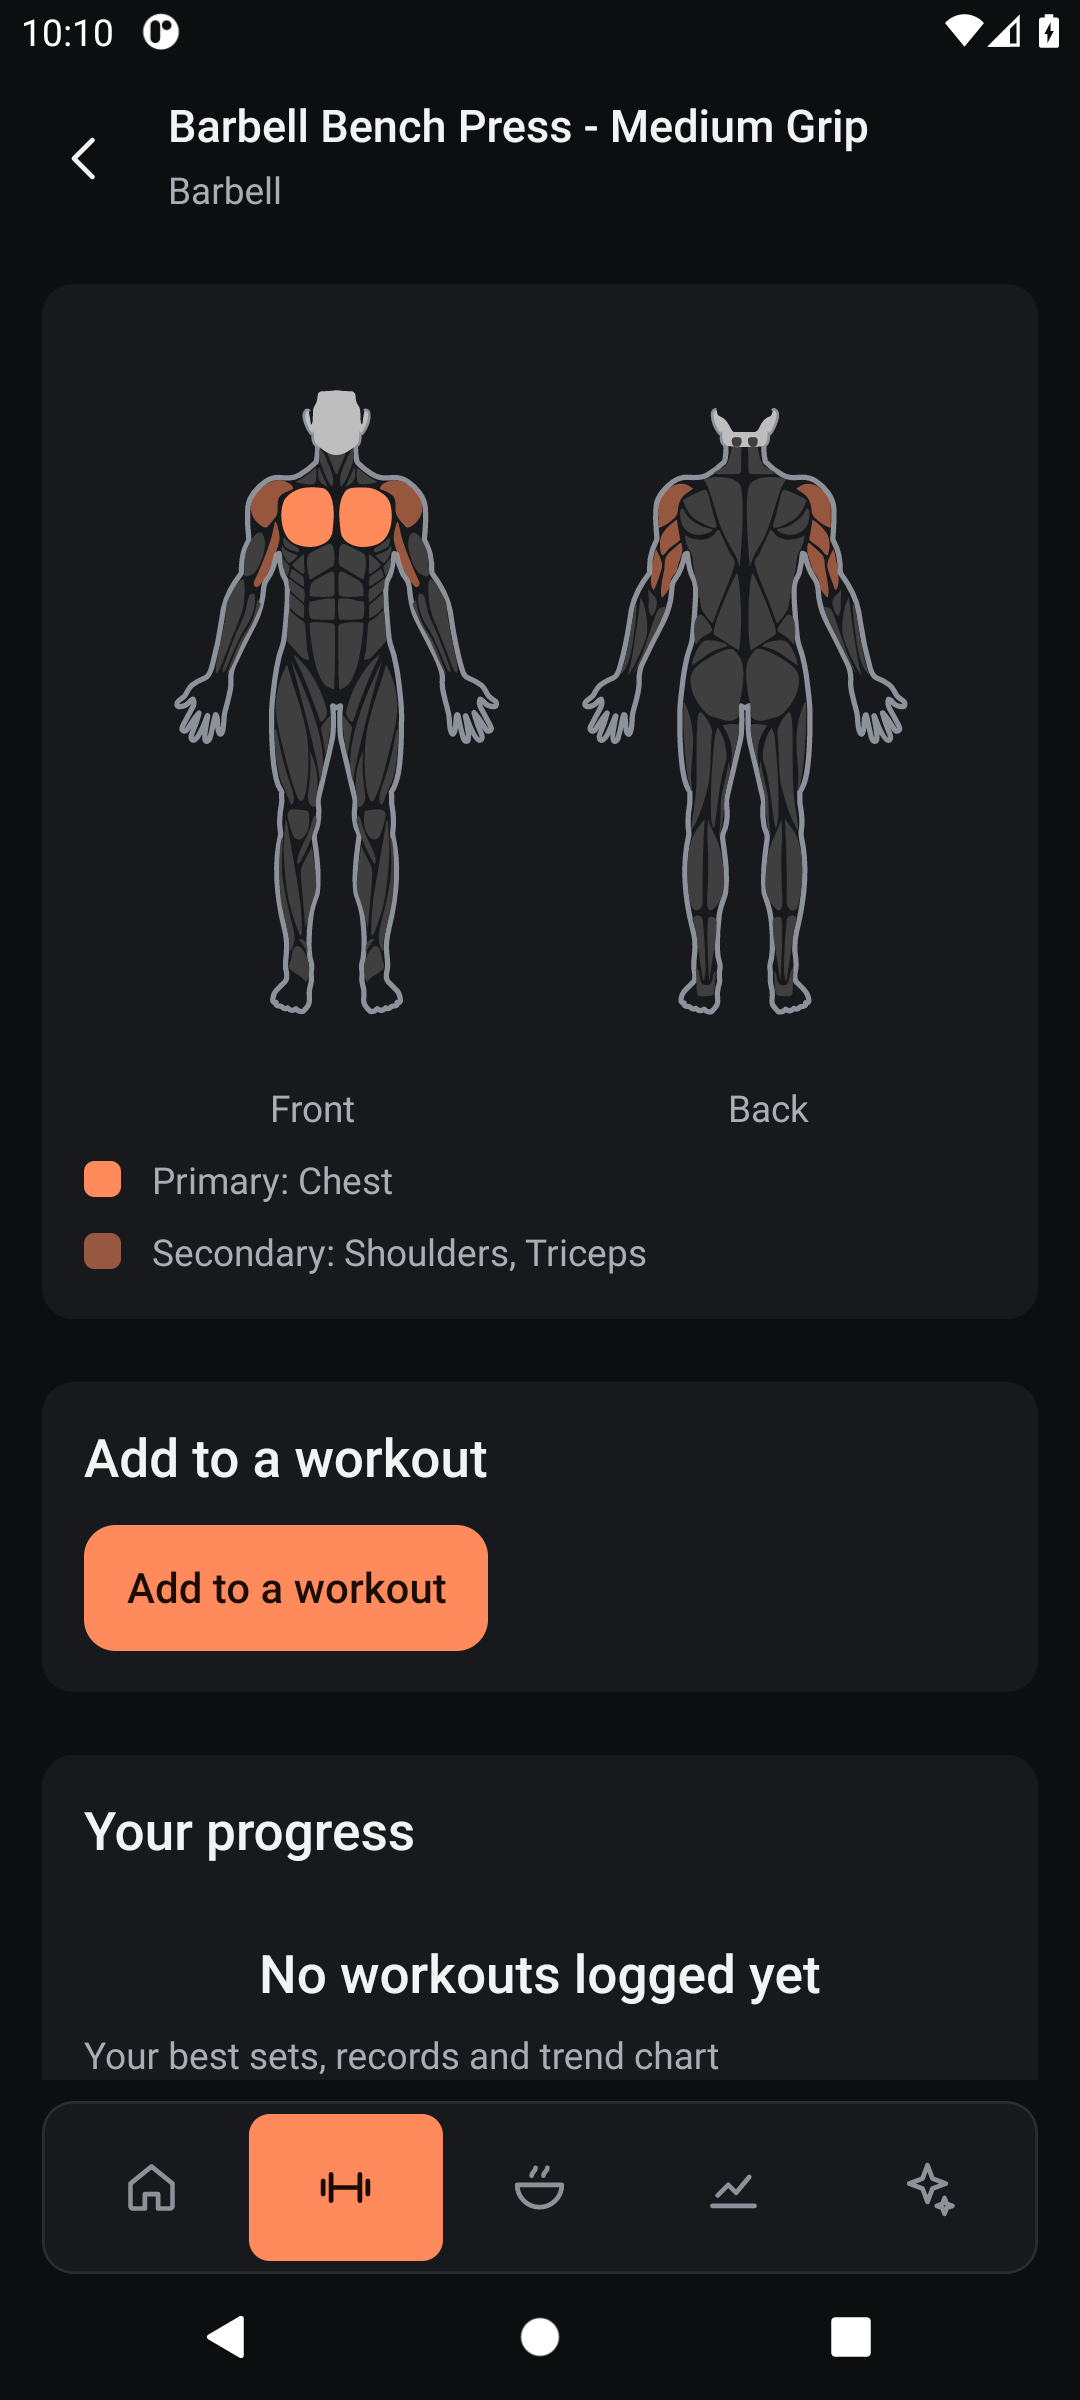 10:10
Barbell Bench Press - Medium Grip
Barbell
Front
Back
Primary: Chest
Secondary: Shoulders, Triceps
Add to a workout
Add to a workout
Your progress
No workouts logged yet
Your best sets, records and trend chart